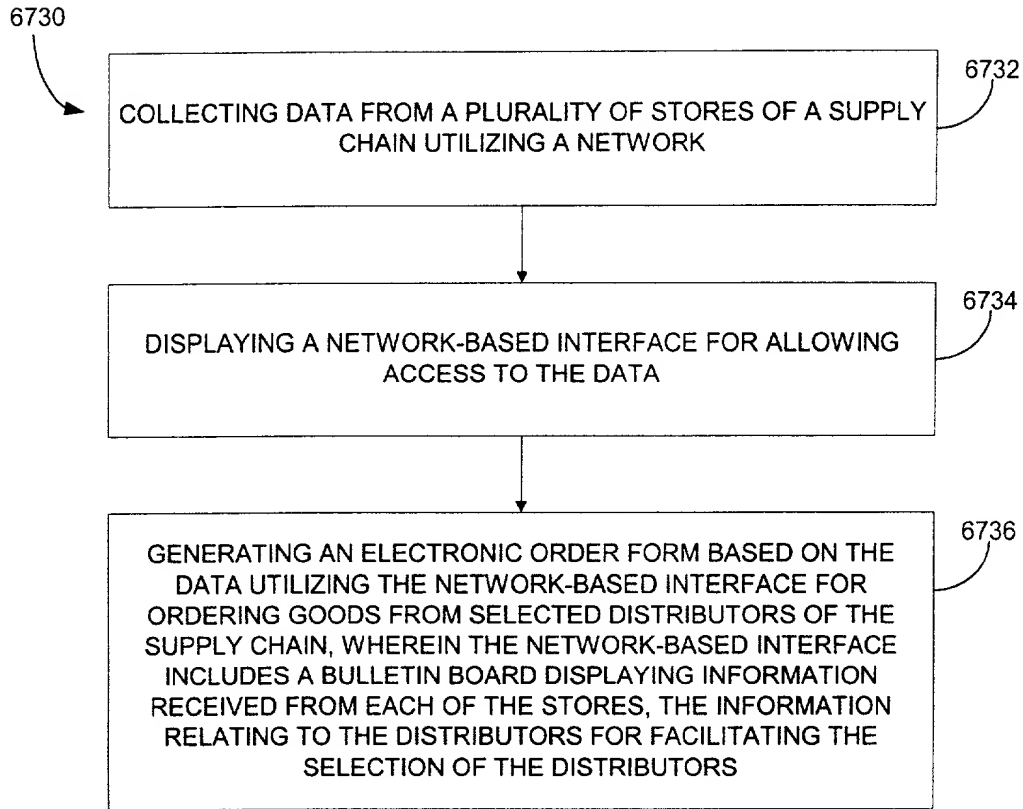 6730
6732
COLLECTING DATA FROM A PLURALITY OF STORES OF A SUPPLY
CHAIN UTILIZING A NETWORK
6734
DISPLAYING A NETWORK-BASED INTERFACE FOR ALLOWING
ACCESS TO THE DATA
6736
GENERATING AN ELECTRONIC ORDER FORM BASED ON THE
DATA UTILIZING THE NETWORK-BASED INTERFACE FOR
ORDERING GOODS FROM SELECTED DISTRIBUTORS OF THE
SUPPLY CHAIN, WHEREIN THE NETWORK-BASED INTERFACE
INCLUDES A BULLETIN BOARD DISPLAYING INFORMATION
RECEIVED FROM EACH OF THE STORES, THE INFORMATION
RELATING TO THE DISTRIBUTORS FOR FACILITATING THE
SELECTION OF THE DISTRIBUTORS